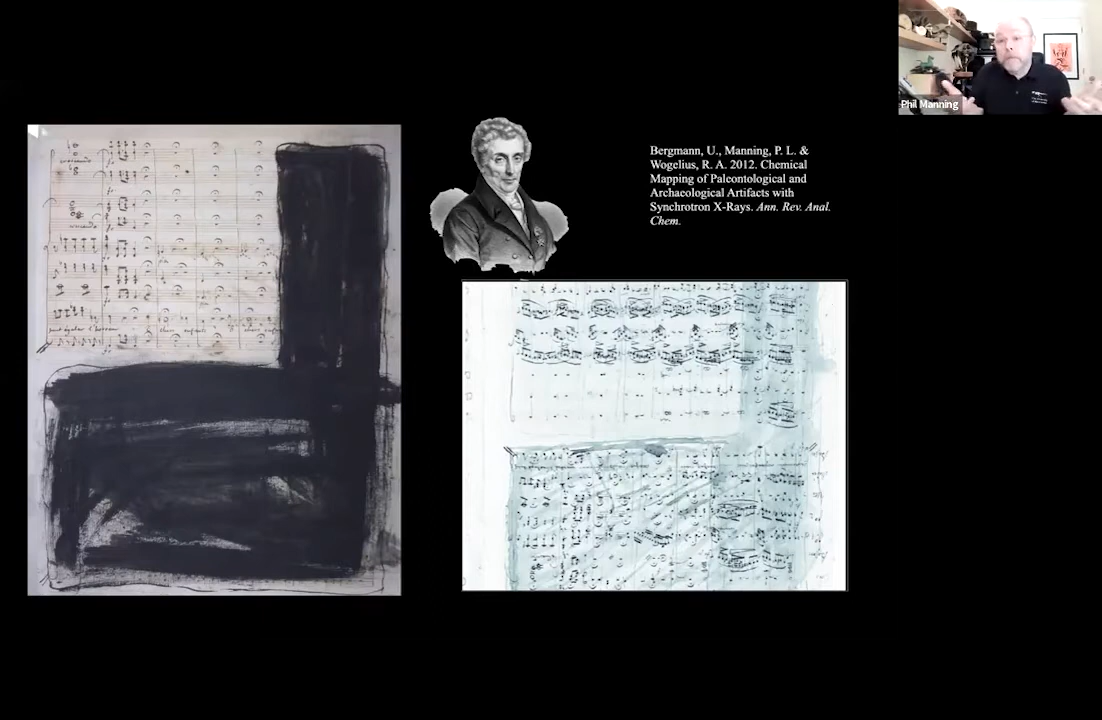 Phil Manning
Bergmann, U., Manning, P. L. &
Wogelius, R. A. 2012. Chemical
Mapping of Paleontological and
Archaeological Artifacts with
Synchrotron X-Rays. Ann. Rev. Anal.
Chem.